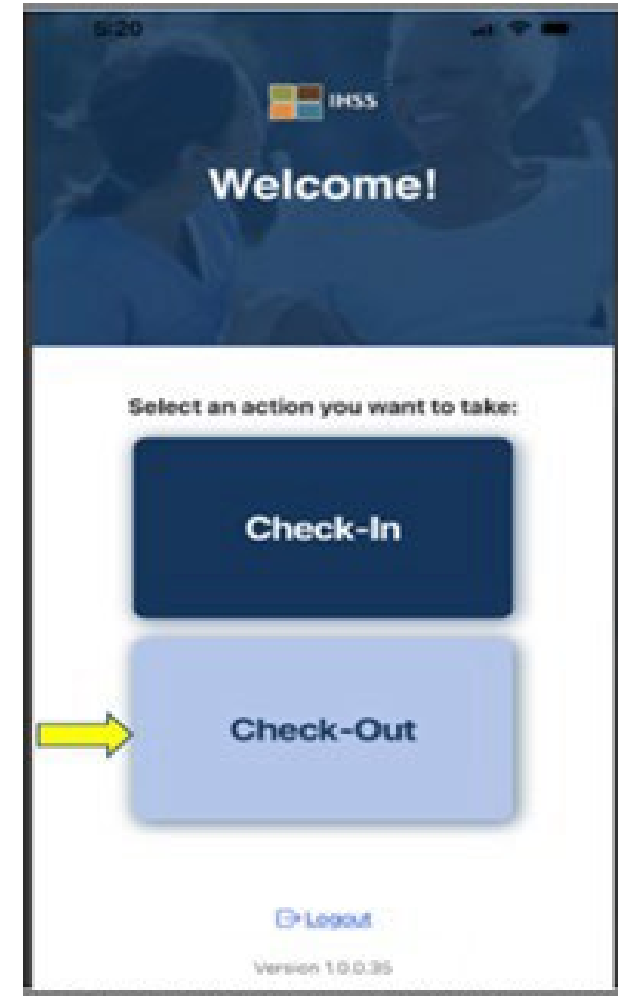 5:20
IHSS
Welcome!
Select an action you want to take:
Check-In
Check-Out
Logout
Version 1.0.0.35